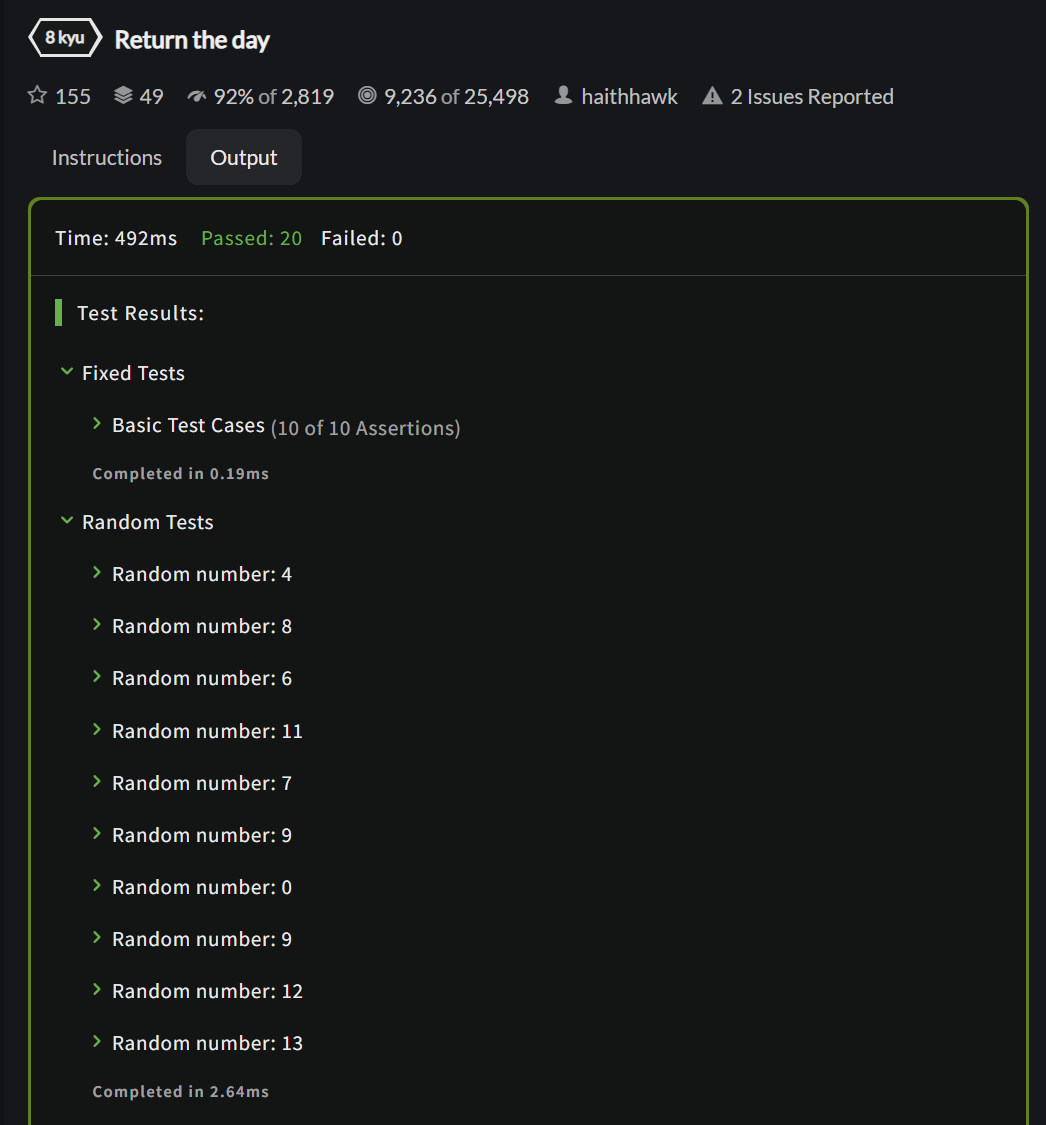 8 kyu Return the day
155 49 92% of 2,819 9,236 of 25,498 haithhawk 2 Issues Reported
Instructions Output
Time: 492ms Passed: 20 Failed: 0
Test Results:
Fixed Tests
Basic Test Cases (10 of 10 Assertions)
Completed in 0.19ms
Random Tests
Random number: 4
Random number: 8
Random number: 6
Random number: 11
Random number: 7
Random number: 9
Random number: 0
Random number: 9
Random number: 12
Random number: 13
Completed in 2.64ms